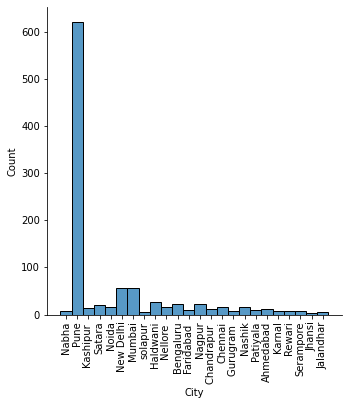 600
500
400
300
200
100
0
Count
Nabha
Pune
Kashipur
Satara
Noida
New Delhi
Mumbai
solapur
Haldwani
Nellore
Bengaluru
Faridabad
Nagpur
Chandrapur
Chennai
Gurugram
Nashik
Patiyala
Ahmedabad
Karnal
Rewari
Serampore
Jhansi
Jalandhar
City